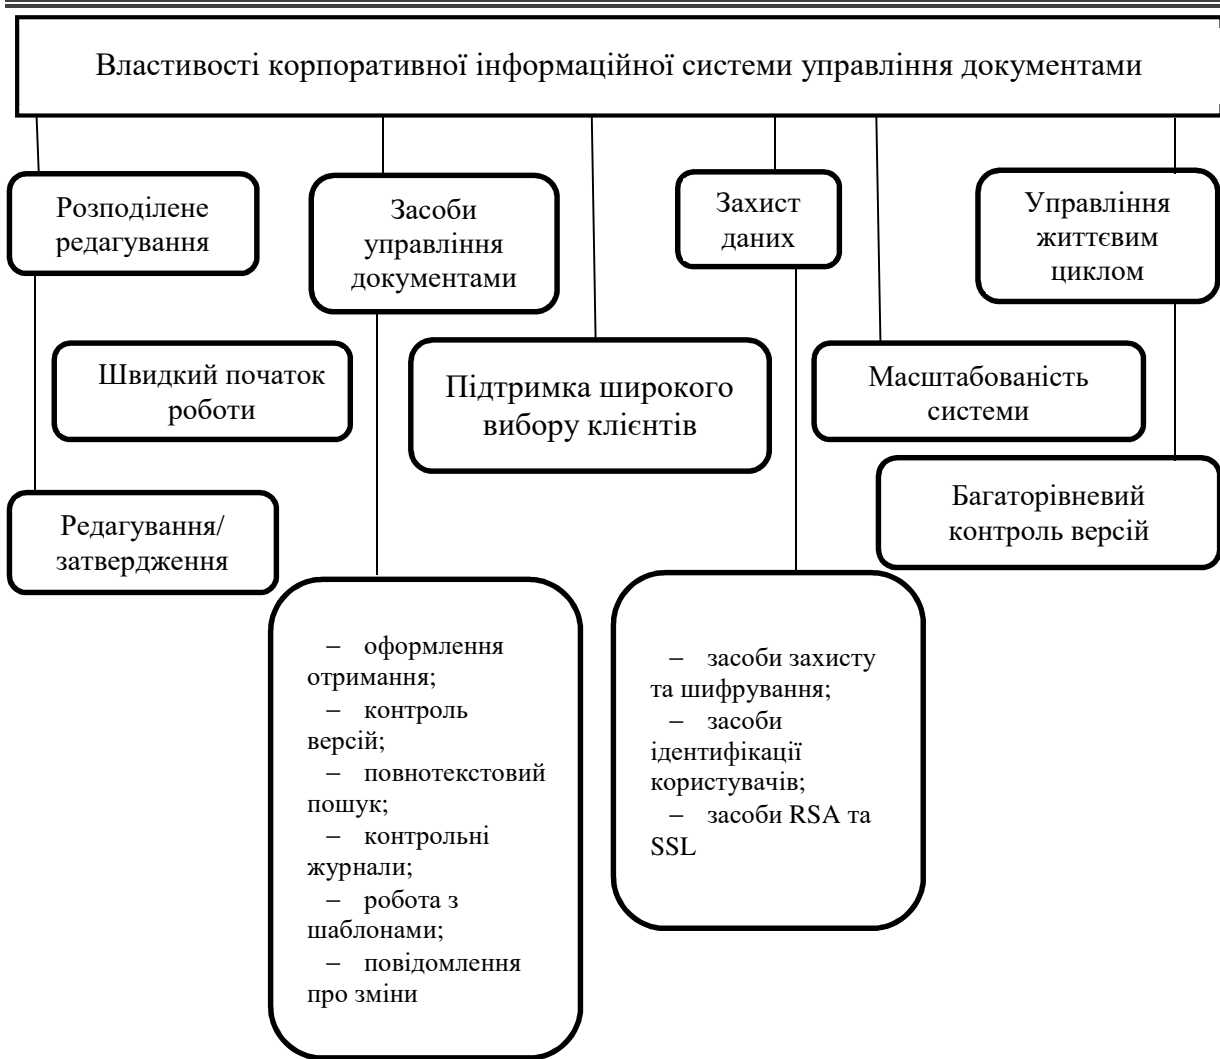 Властивості корпоративної інформаційної системи управління документами
Розподілене
редагування
Засоби
управління
документами
Захист
даних
Управління
життєвим
циклом
Швидкий початок
роботи
Підтримка широкого
вибору клієнтів
Масштабованість
системи
Редагування/
затвердження
Багаторівневий
контроль версій
– оформлення
отримання;
– контроль
версій;
– повнотекстовий
пошук;
– контрольні
журнали;
– робота з
шаблонами;
– повідомлення
про зміни
– засоби захисту
та шифрування;
– засоби
ідентифікації
користувачів;
– засоби RSA та
SSL